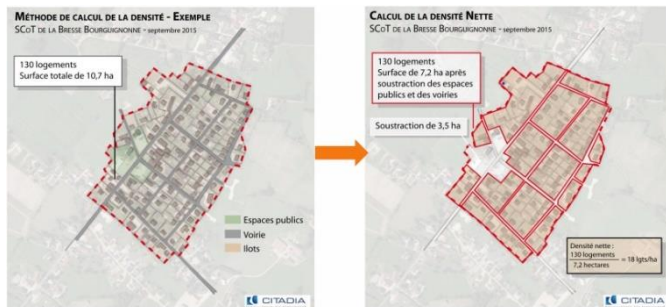 MÉTHODE DE CALCUL DE LA DENSITÉ - EXEMPLE
SCOT DE LA BRESSE BOURGUIGNONNE - septembre 2015
130 logements
Surface totale de 10,7 ha
Espaces publics
Voirie
Ilots
CITADIA
CALCUL DE LA DENSITÉ NETTE
SCOT DE LA BRESSE BOURGUIGNONNE - septembre 2015
130 logements
Surface de 7,2 ha après
soustraction des espaces
publics et des voiries
Soustraction de 3,5 ha
Densité nette :
130 logements
7,2 hectares
= 18 lgts/ha
CITADIA